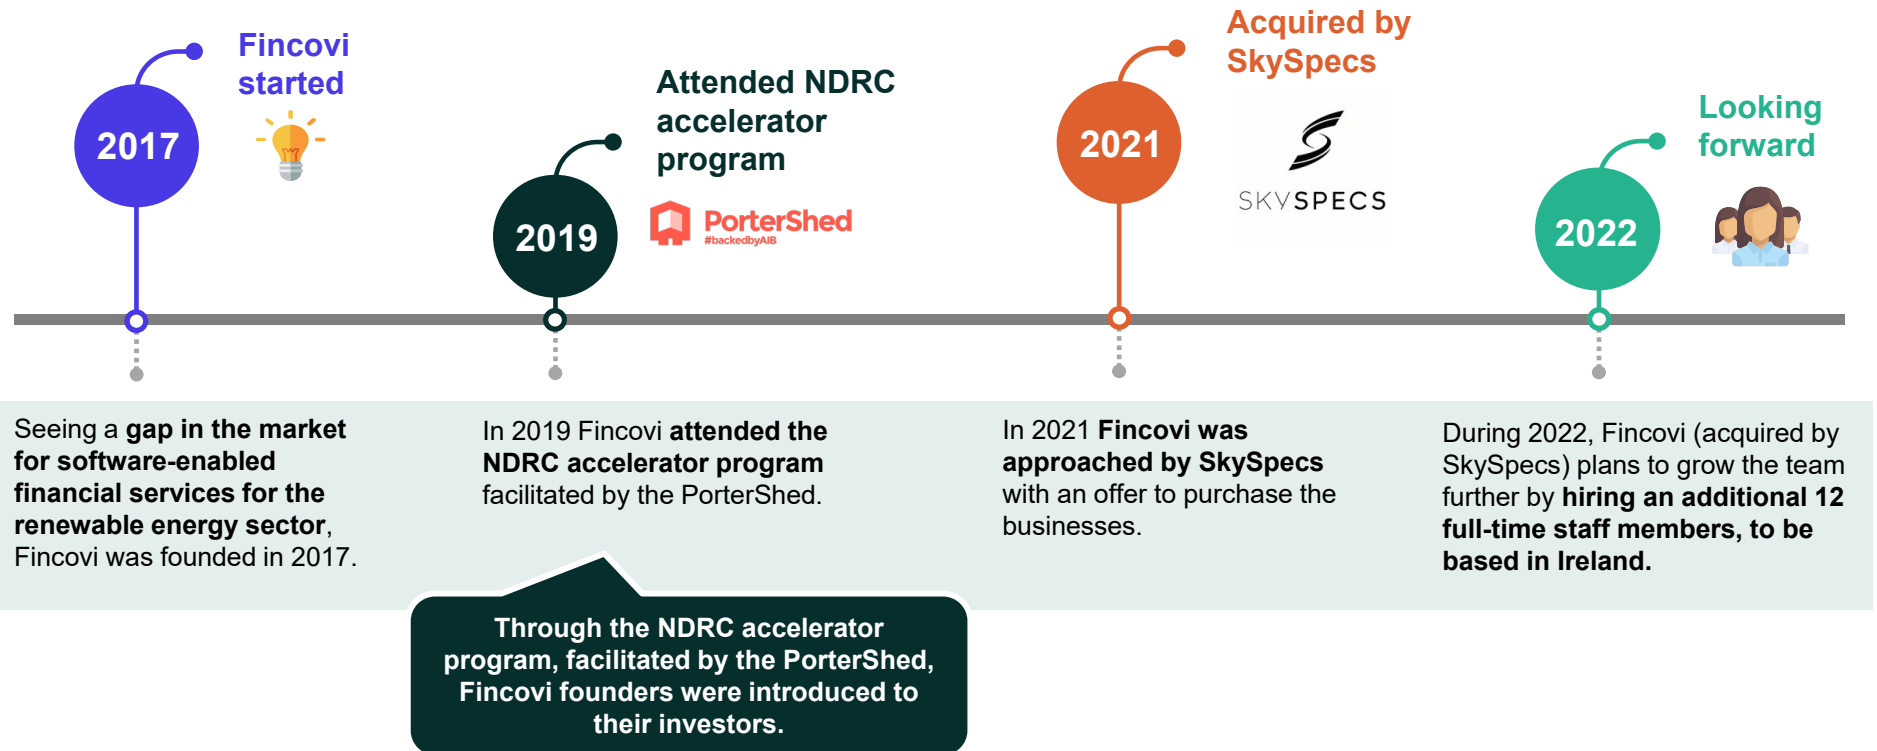 Fincovi
started
2017
Attended NDRC
accelerator
program
2019
PorterShed
#backedbyAIB
Acquired by
SkySpecs
2021
SKYSPECS
Looking
forward
2022
Seeing a gap in the market
for software-enabled
financial services for the
renewable energy sector,
Fincovi was founded in 2017.
In 2019 Fincovi attended the
NDRC accelerator program
facilitated by the PorterShed.
Through the NDRC accelerator
program, facilitated by the PorterShed,
Fincovi founders were introduced to
their investors.
In 2021 Fincovi was
approached by SkySpecs
with an offer to purchase the
businesses.
During 2022, Fincovi (acquired by
SkySpecs) plans to grow the team
further by hiring an additional 12
full-time staff members, to be
based in Ireland.